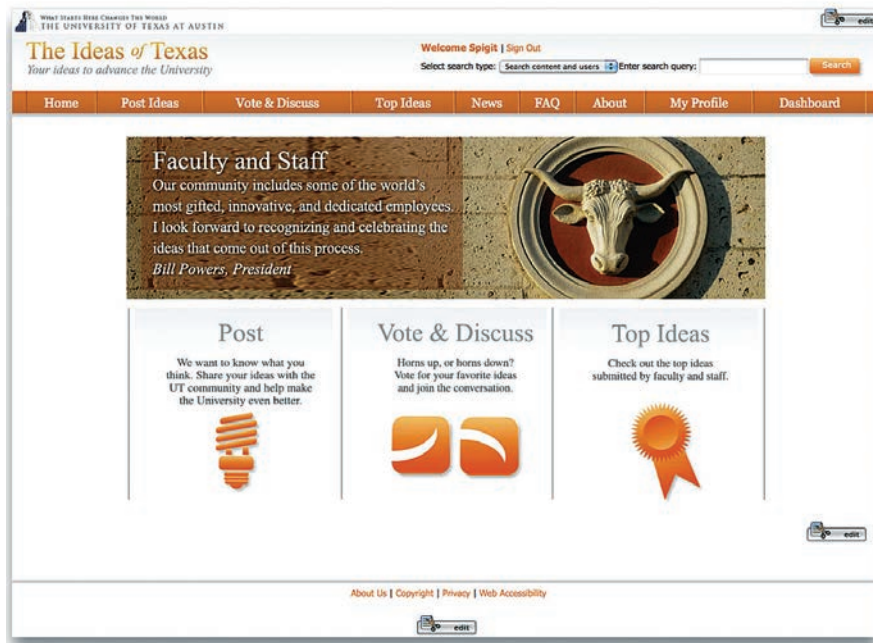 WHAT STARTS HERE CHANGES THE WORLD
THE UNIVERSITY OF TEXAS AT AUSTIN
edit
The Ideas of Texas
Your ideas to advance the University
Welcome Spigit | Sign Out
Select search type: Search content and users Enter search query: Search
Home Post Ideas Vote & Discuss Top Ideas News FAQ About My Profile Dashboard
Faculty and Staff
Our community includes some of the world's
most gifted, innovative, and dedicated employees.
I look forward to recognizing and celebrating the
ideas that come out of this process.
Bill Powers, President
Post
We want to know what you
think. Share your ideas with the
UT community and help make
the University even better.
Vote & Discuss
Horns up, or horns down?
Vote for your favorite ideas
and join the conversation.
Top Ideas
Check out the top ideas
submitted by faculty and staff.
edit
About Us | Copyright | Privacy | Web Accessibility
edit